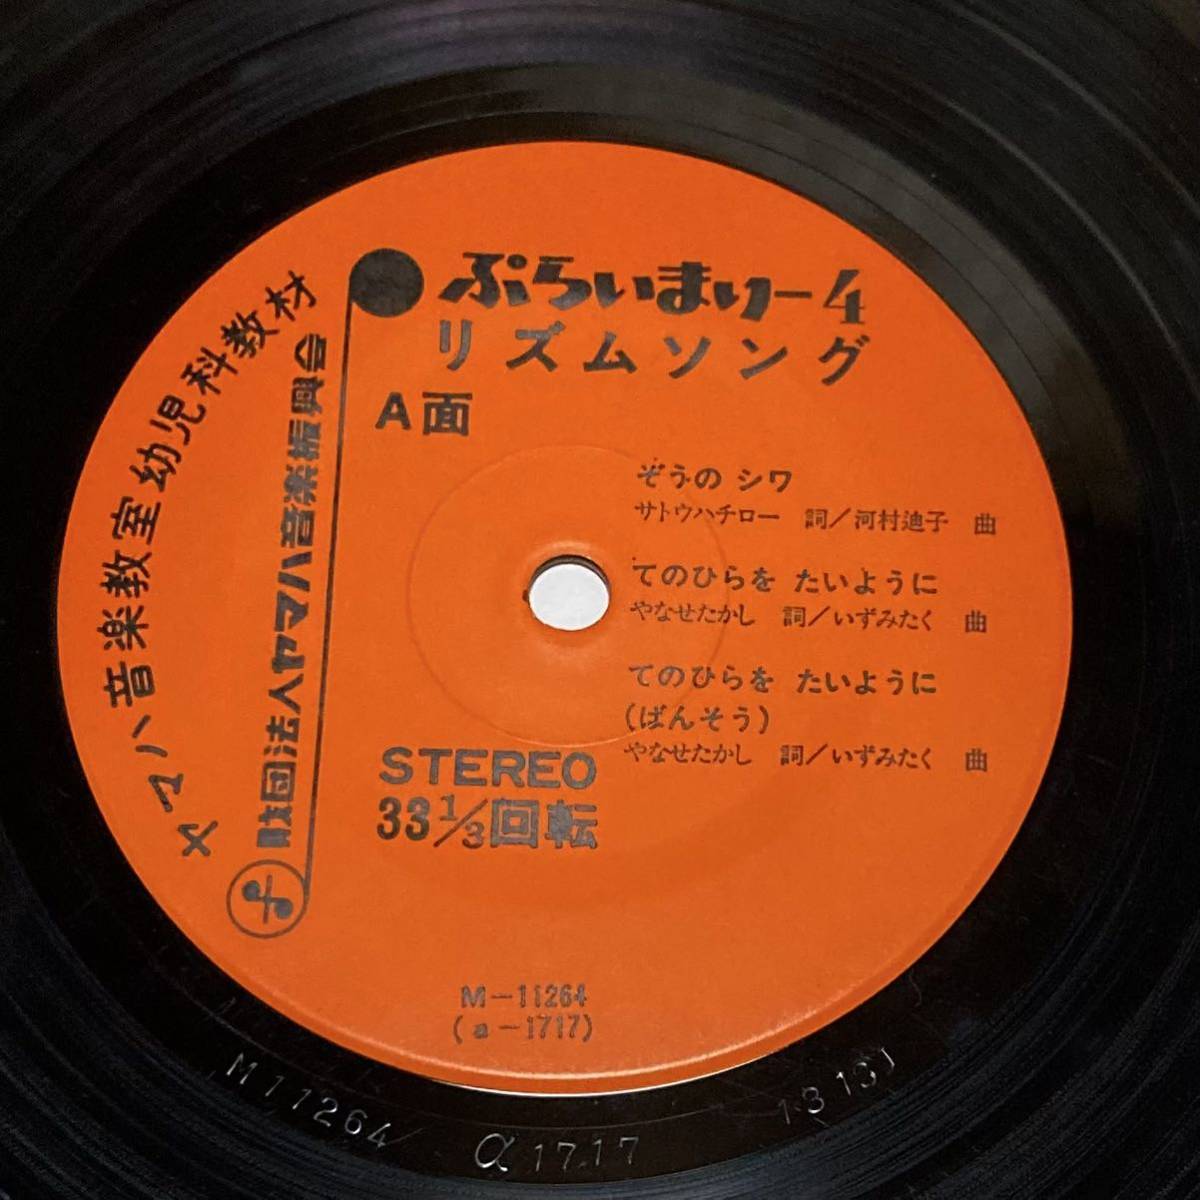 ぷらいまりー4
リズムソング
A面
ぞうの シワ
サトウハチロー 詞/河村迪子 曲
てのひらを たいように
やなせたかし 詞/いずみたく 曲
てのひらを たいように
(ばんそう)
やなせたかし 詞/いずみたく 曲
STEREO
33 1/3回転
ヤマハ音楽教室幼児科教材
財団法人ヤマハ音楽振興会
M-11264
(a-1717)
M11264
α1717